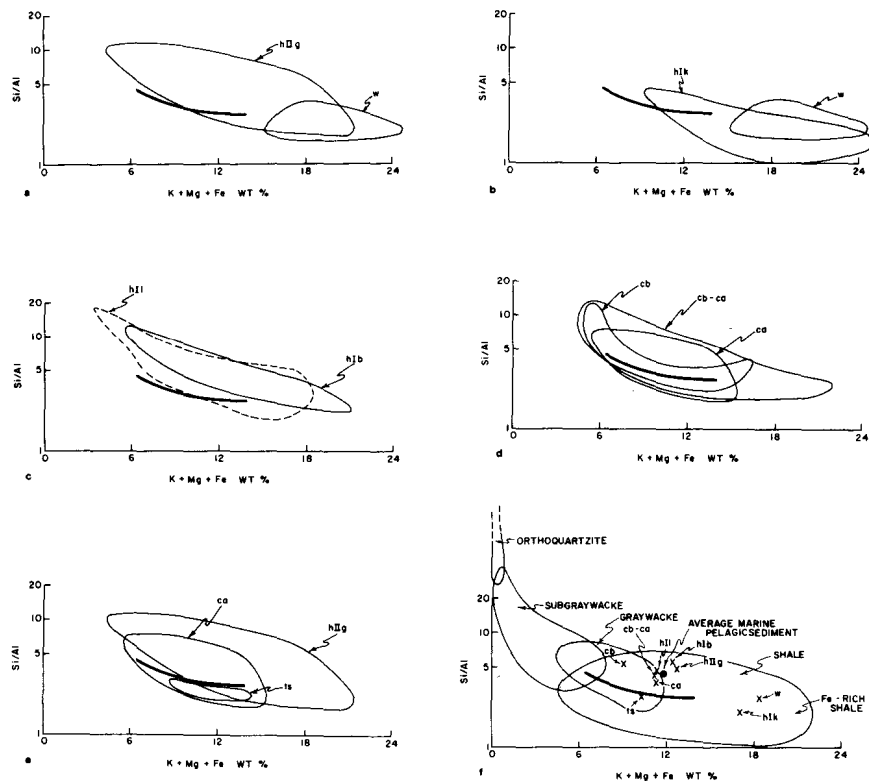 20
10
5
1
Si/Al
hIIg
w
0 6 12 18 24
K + Mg + Fe WT %
a
20
10
5
1
Si/Al
hIk
w
0 6 12 18 24
K + Mg + Fe WT %
b
20
10
5
1
Si/Al
hIl
hIb
0 6 12 18 24
K + Mg + Fe WT %
c
20
10
5
1
Si/Al
cb
cb-ca
ca
0 6 12 18 24
K + Mg + Fe WT %
d
20
10
5
1
Si/Al
ca
hIIg
ts
0 6 12 18 24
K + Mg + Fe WT %
e
ORTHOQUARTZITE
SUBGRAYWACKE
GRAYWACKE
cb-ca
hIl
AVERAGE MARINE
PELAGICSEDIMENT
hIb
cb
hIIg
SHALE
ca
ts
w
hIk
Fe-RICH
SHALE
20
10
5
1
Si/Al
0 6 12 18 24
K + Mg + Fe WT %
f